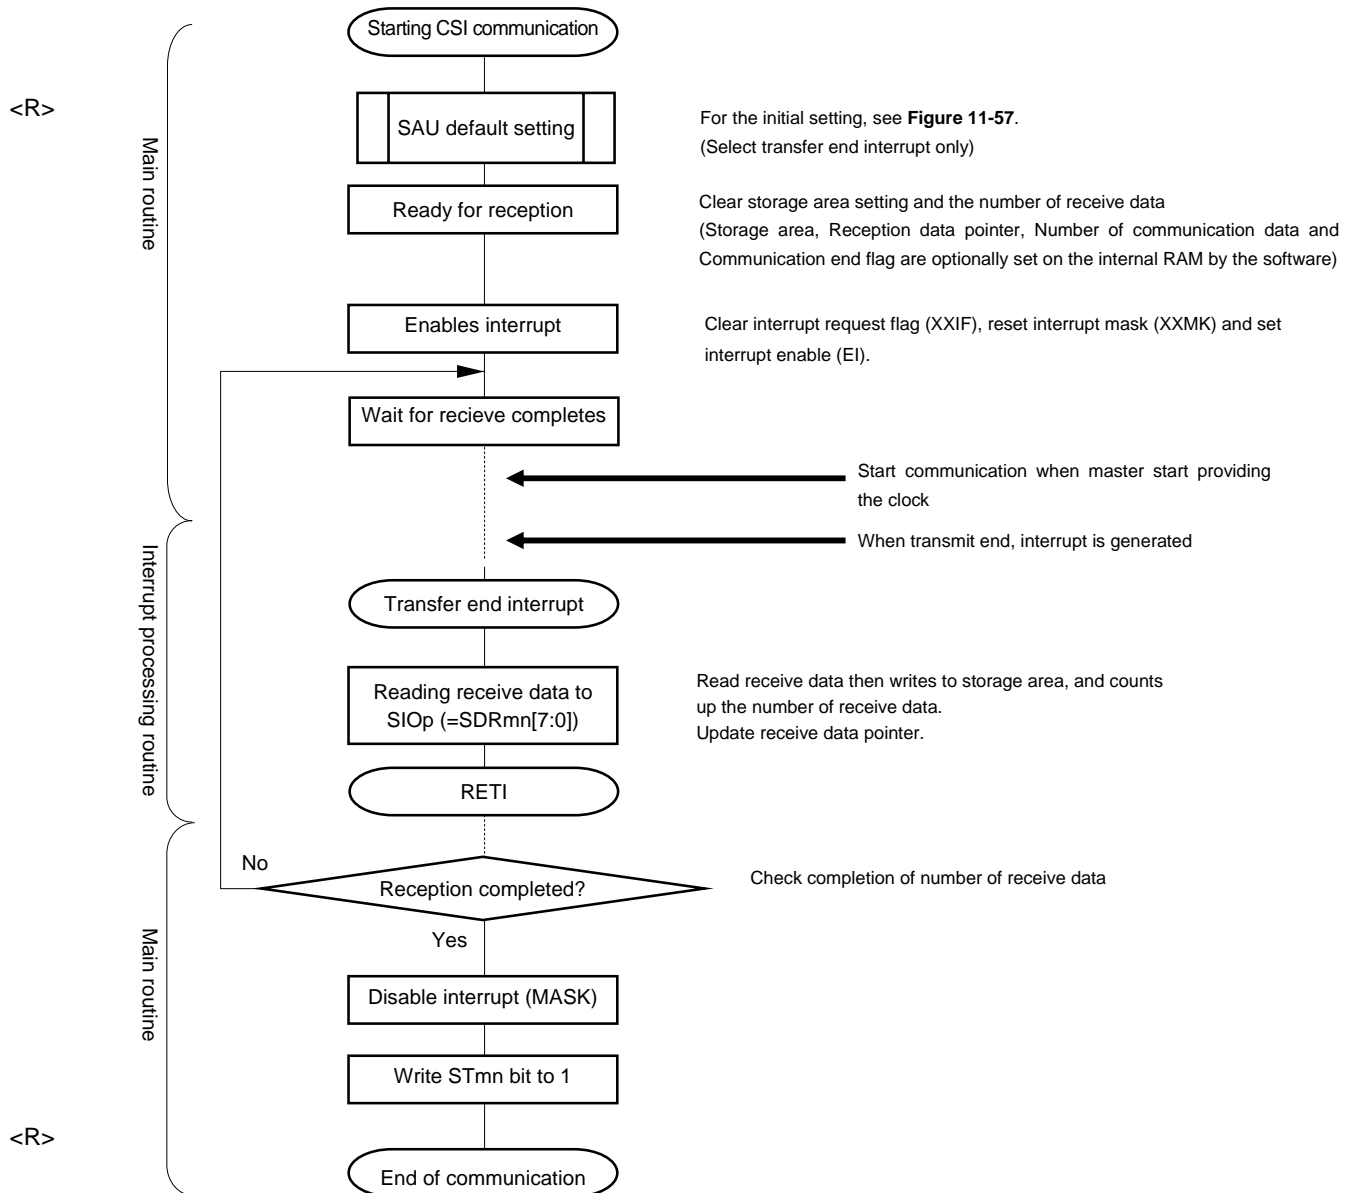 Starting CSI communication
<R>
SAU default setting
For the initial setting, see Figure 11-57.
(Select transfer end interrupt only)
Main routine
Ready for reception
Clear storage area setting and the number of receive data
(Storage area, Reception data pointer, Number of communication data and
Communication end flag are optionally set on the internal RAM by the software)
Enables interrupt
Clear interrupt request flag (XXIF), reset interrupt mask (XXMK) and set
interrupt enable (EI).
Wait for recieve completes
Start communication when master start providing
the clock
When transmit end, interrupt is generated
Interrupt processing routine
Transfer end interrupt
Reading receive data to
SIOp (=SDRmn[7:0])
Read receive data then writes to storage area, and counts
up the number of receive data.
Update receive data pointer.
RETI
No
Reception completed?
Check completion of number of receive data
Yes
Main routine
Disable interrupt (MASK)
Write STmn bit to 1
<R>
End of communication